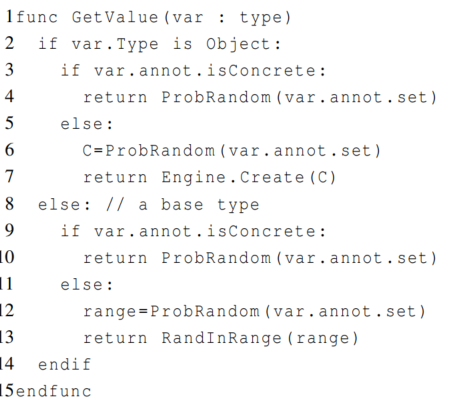 1func GetValue(var : type)
2 if var.Type is Object:
3 if var.annot.isConcrete:
4 return ProbRandom(var.annot.set)
5 else:
6 C=ProbRandom(var.annot.set)
7 return Engine.Create(C)
8 else: // a base type
9 if var.annot.isConcrete:
10 return ProbRandom(var.annot.set)
11 else:
12 range=ProbRandom(var.annot.set)
13 return RandInRange(range)
14 endif
15endfunc